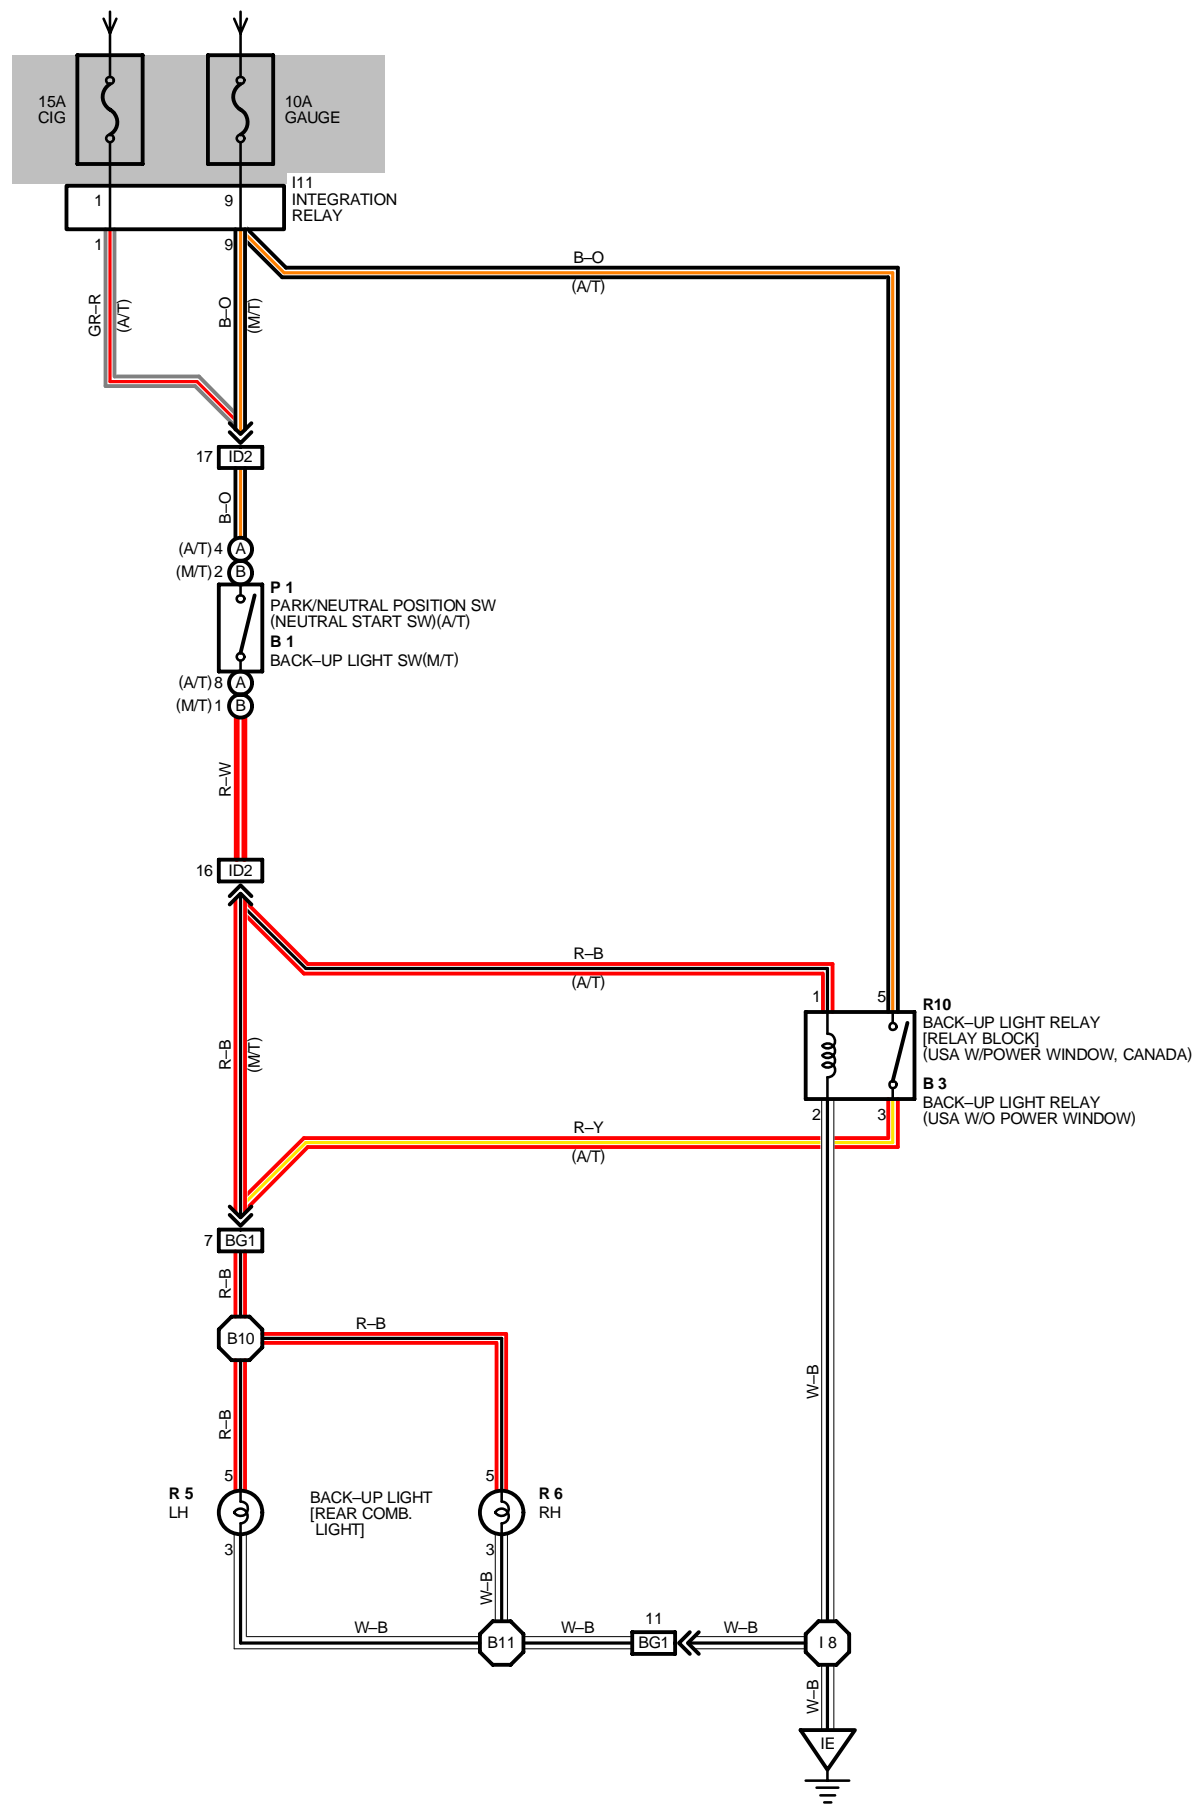 15A
CIG
10A
GAUGE
I11
INTEGRATION
RELAY
1
9
1
9
GR–R
(A/T)
B–O
(M/T)
B–O
(A/T)
17
ID2
B–O
(A/T) 4
A
(M/T) 2
B
P 1
PARK/NEUTRAL POSITION SW
(NEUTRAL START SW)(A/T)
B 1
BACK–UP LIGHT SW(M/T)
(A/T) 8
A
(M/T) 1
B
R–W
16
ID2
R–B
(A/T)
1
5
R10
BACK–UP LIGHT RELAY
[RELAY BLOCK]
(USA W/POWER WINDOW, CANADA)
B 3
BACK–UP LIGHT RELAY
(USA W/O POWER WINDOW)
R–B
(M/T)
2
3
R–Y
(A/T)
7
BG1
R–B
B10
R–B
R–B
W–B
5
5
R 5
LH
BACK–UP LIGHT
[REAR COMB.
LIGHT]
R 6
RH
3
3
W–B
W–B
B11
W–B
11
BG1
W–B
I 8
W–B
IE